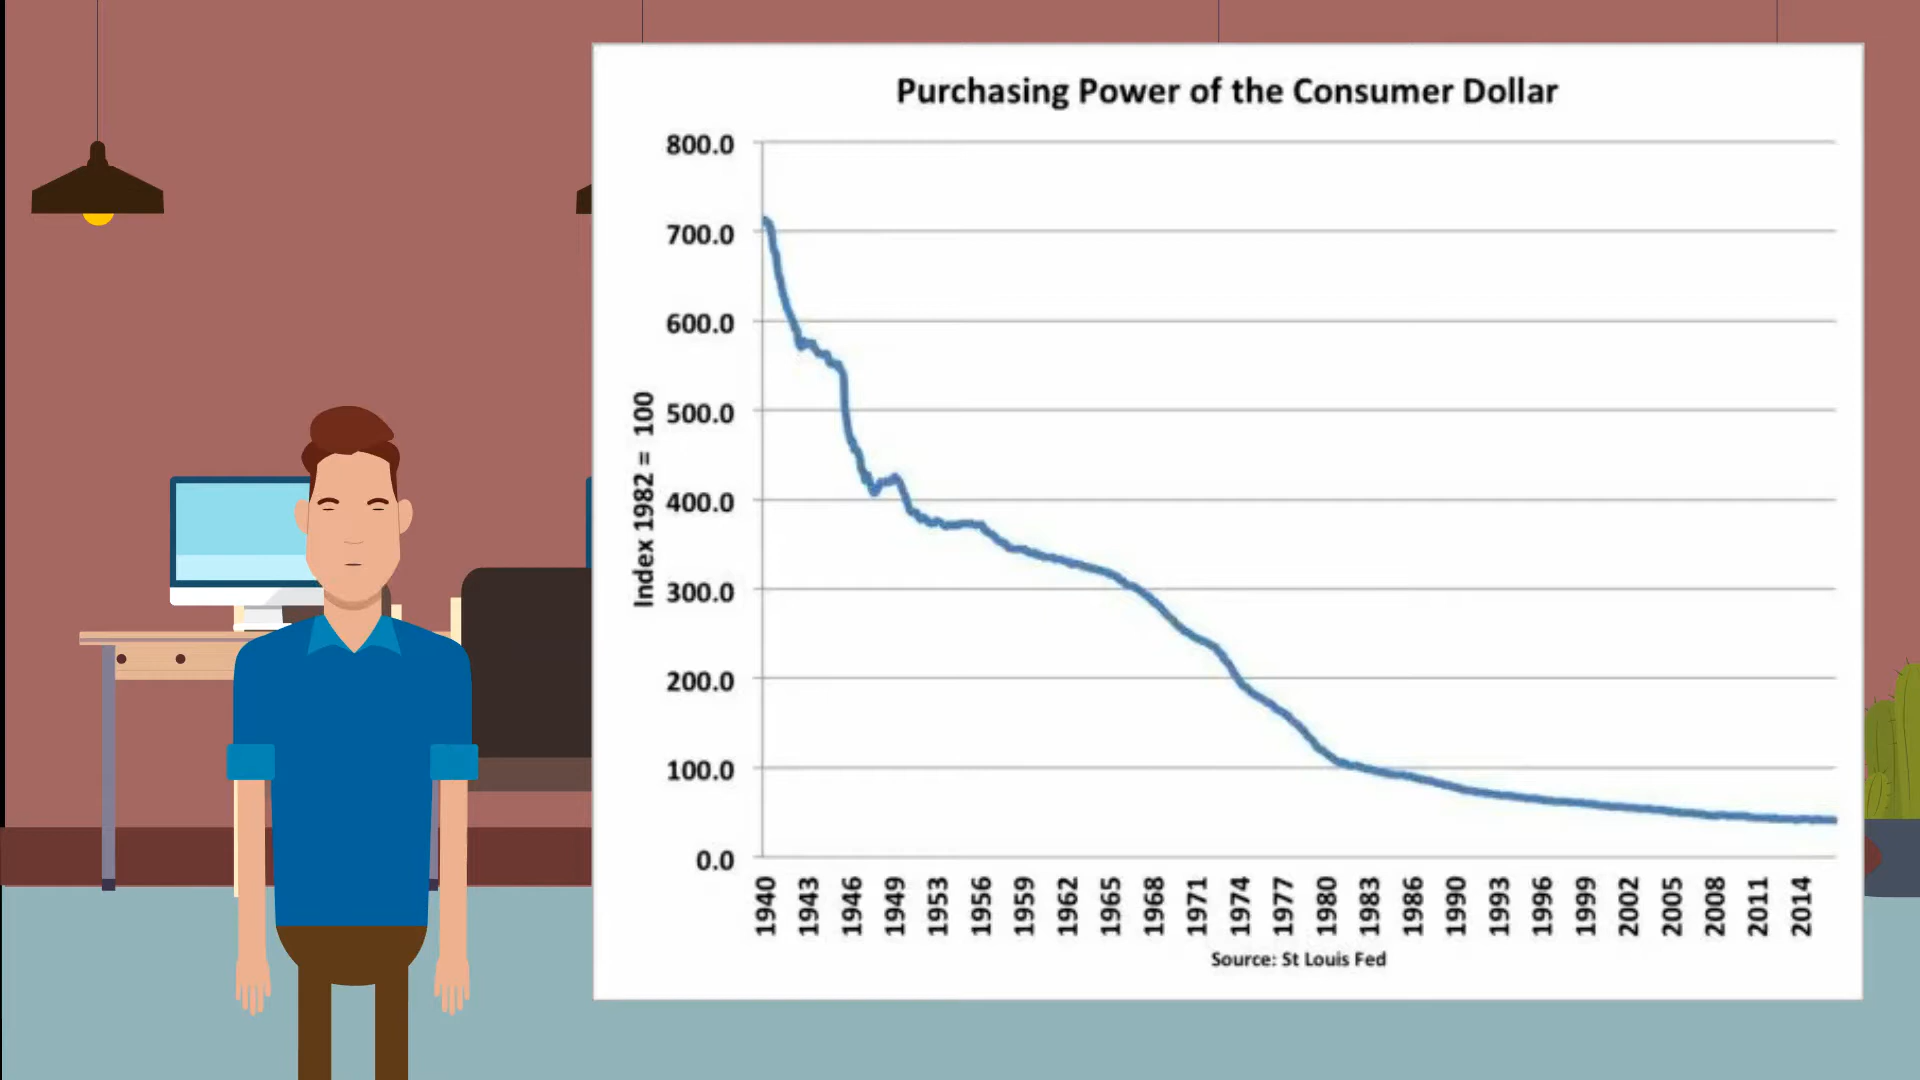 Purchasing Power of the Consumer Dollar
800.0
700.0
600.0
500.0
400.0
300.0
200.0
100.0
0.0
Index 1982 = 100
1940 1943 1946 1949 1953 1956 1959 1962 1965 1968 1971 1974 1977 1980 1983 1986 1990 1993 1996 1999 2002 2005 2008 2011 2014
Source: St Louis Fed